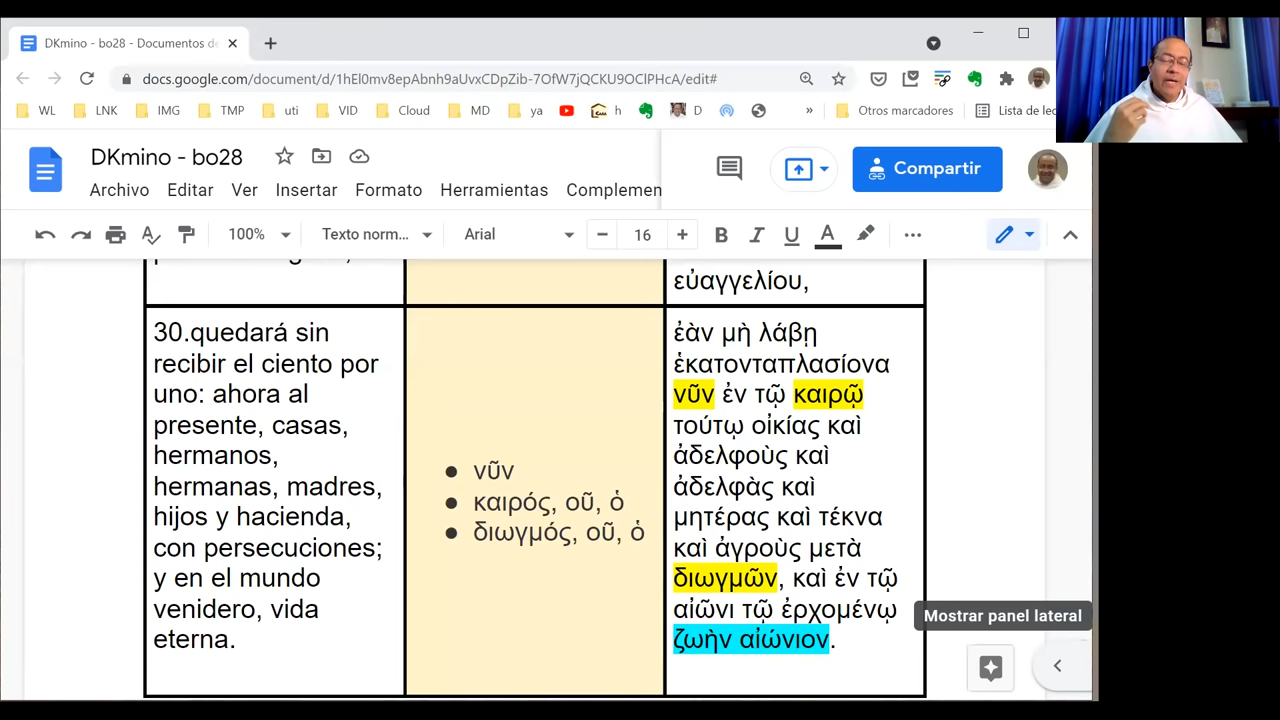 DKmino - bo28 - Documentos de
docs.google.com/document/d/1hEl0mv8epAbnh9aUvxCDpZib-7OfW7jQCKU9OCIPHcA/edit#
WL LNK IMG TMP uti VID Cloud MD ya h D » Otros marcadores Lista de lec
DKmino - bo28
Archivo Editar Ver Insertar Formato Herramientas Complemen
Compartir
100% Texto norm... Arial 16 B I U A
εὐαγγελίου,
30.quedará sin
recibir el ciento por
uno: ahora al
presente, casas,
hermanos,
hermanas, madres,
hijos y hacienda,
con persecuciones;
y en el mundo
venidero, vida
eterna.
● νῦν
● καιρός, οῦ, ὁ
● διωγμός, οῦ, ὁ
ἐὰν μὴ λάβῃ
ἑκατονταπλασίονα
νῦν ἐν τῷ καιρῷ
τούτῳ οἰκίας καὶ
ἀδελφοὺς καὶ
ἀδελφὰς καὶ
μητέρας καὶ τέκνα
καὶ ἀγροὺς μετὰ
διωγμῶν, καὶ ἐν τῷ
αἰῶνι τῷ ἐρχομένῳ
ζωὴν αἰώνιον.
Mostrar panel lateral